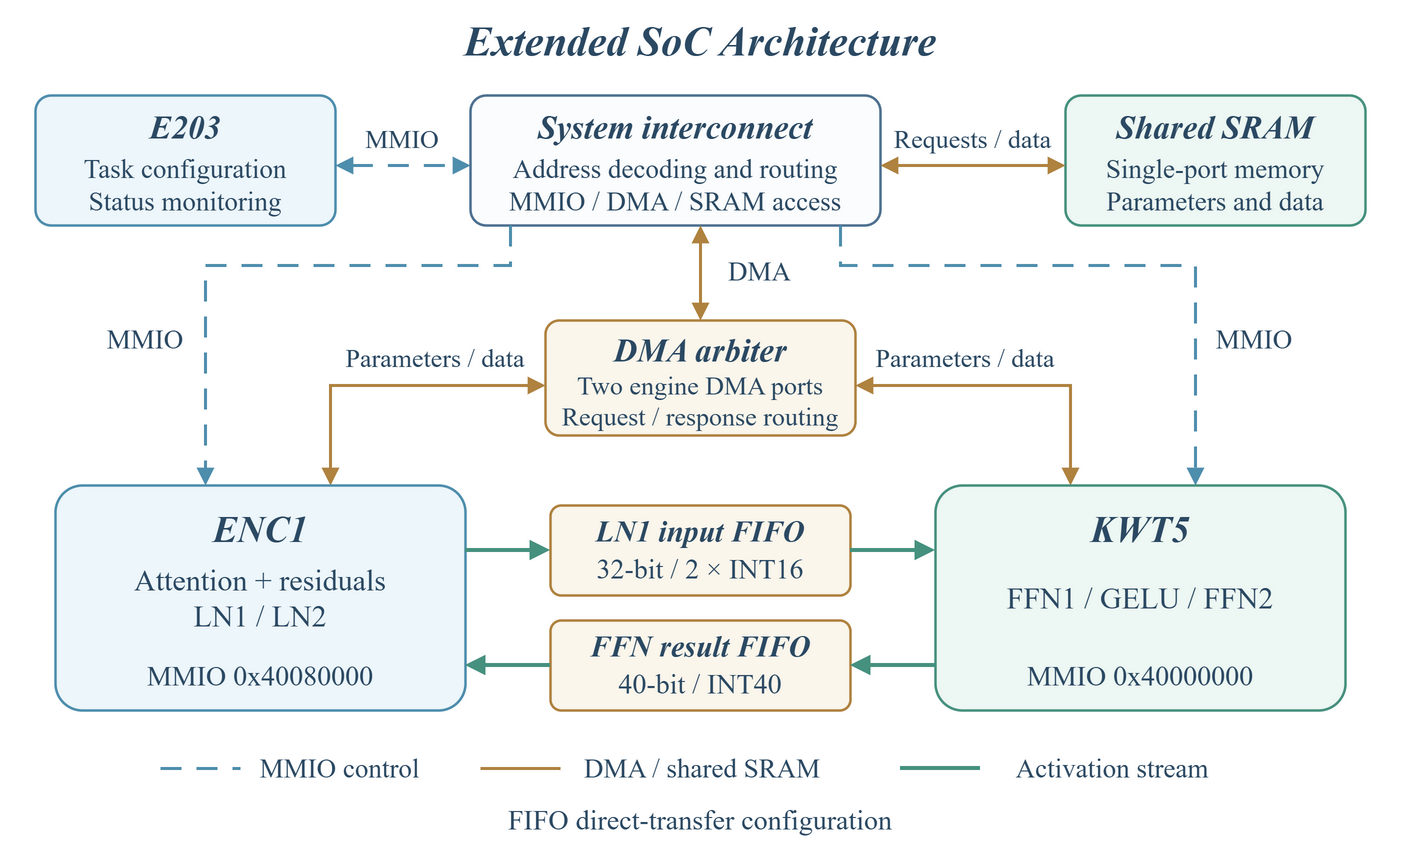 Extended SoC Architecture
E203
Task configuration
Status monitoring
MMIO
System interconnect
Address decoding and routing
MMIO / DMA / SRAM access
Requests / data
Shared SRAM
Single-port memory
Parameters and data
MMIO
DMA
MMIO
Parameters / data
DMA arbiter
Two engine DMA ports
Request / response routing
Parameters / data
ENC1
Attention + residuals
LN1 / LN2
MMIO 0x40080000
LN1 input FIFO
32-bit / 2 × INT16
FFN result FIFO
40-bit / INT40
KWT5
FFN1 / GELU / FFN2
MMIO 0x40000000
MMIO control
DMA / shared SRAM
Activation stream
FIFO direct-transfer configuration